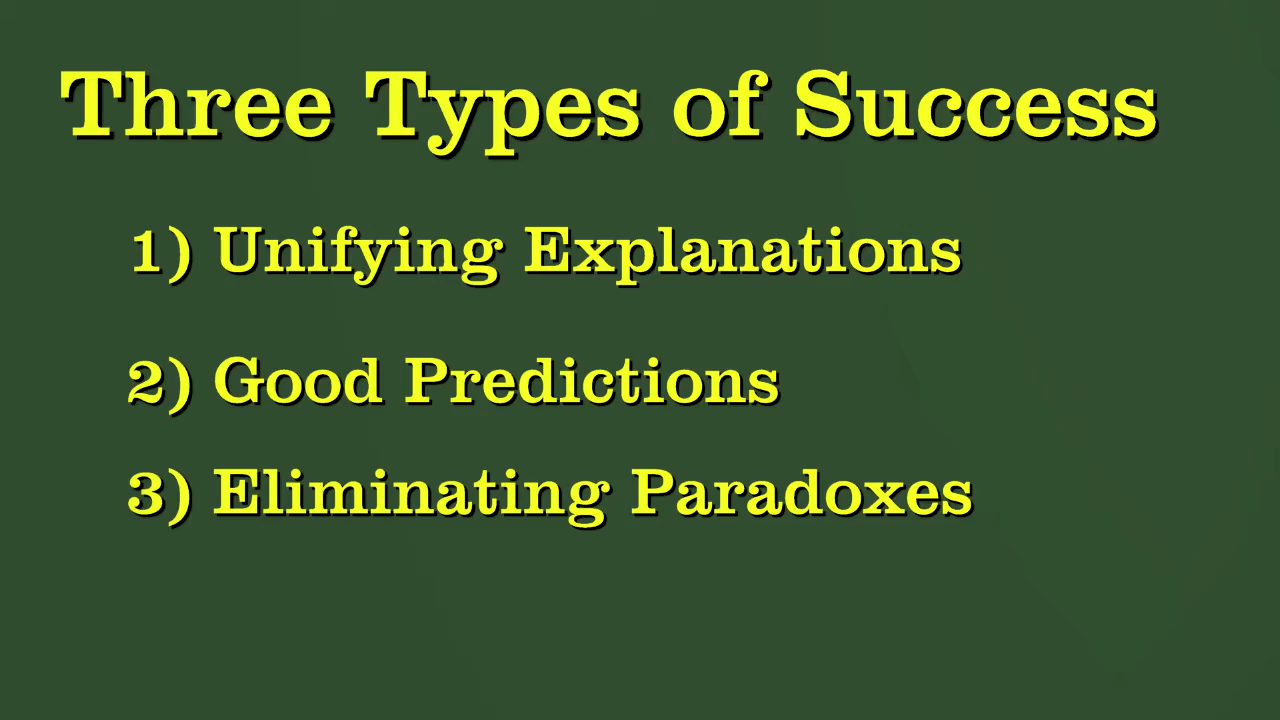 Three Types of Success
1) Unifying Explanations
2) Good Predictions
3) Eliminating Paradoxes